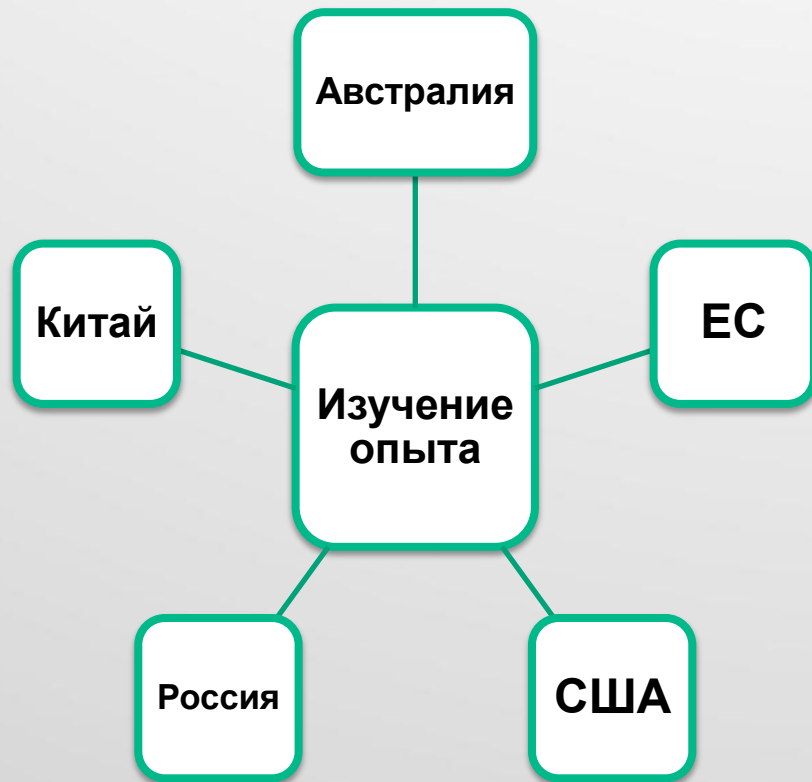 Австралия
Китай
ЕС
Изучение
опыта
Россия
США